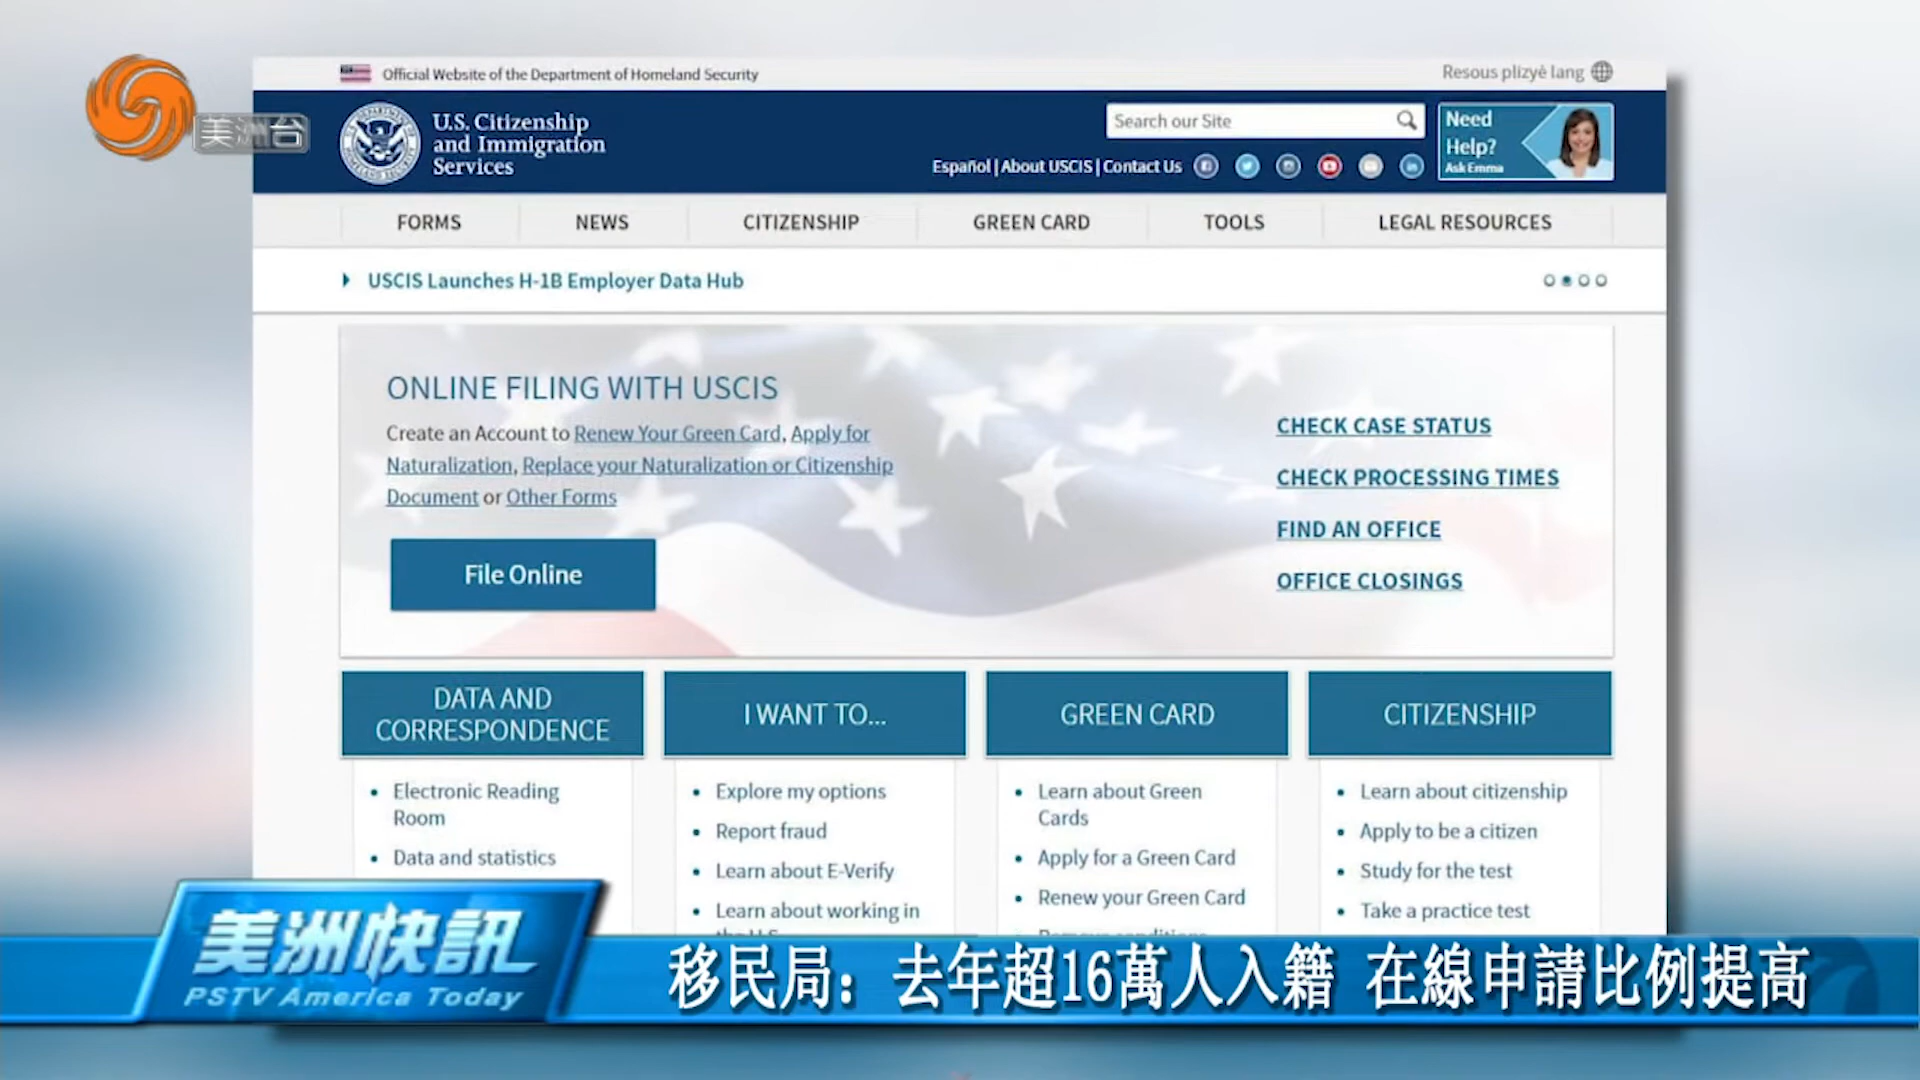 美洲台
Official Website of the Department of Homeland Security
Resous plizyè lang
U.S. Citizenship
and Immigration
Services
Search our Site
Español | About USCIS | Contact Us
Need
Help?
Ask Emma
FORMS
NEWS
CITIZENSHIP
GREEN CARD
TOOLS
LEGAL RESOURCES
USCIS Launches H-1B Employer Data Hub
ONLINE FILING WITH USCIS
Create an Account to Renew Your Green Card, Apply for
Naturalization, Replace your Naturalization or Citizenship
Document or Other Forms
File Online
CHECK CASE STATUS
CHECK PROCESSING TIMES
FIND AN OFFICE
OFFICE CLOSINGS
DATA AND
CORRESPONDENCE
Electronic Reading
Room
Data and statistics
I WANT TO...
Explore my options
Report fraud
Learn about E-Verify
Learn about working in
GREEN CARD
Learn about Green
Cards
Apply for a Green Card
Renew your Green Card
CITIZENSHIP
Learn about citizenship
Apply to be a citizen
Study for the test
Take a practice test
美洲快訊
PSTV America Today
移民局：去年超16萬人入籍 在線申請比例提高